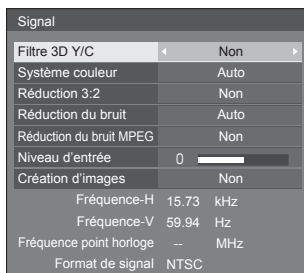 Signal
Filtre 3D Y/C Non
Système couleur Auto
Réduction 3:2 Non
Réduction du bruit Auto
Réduction du bruit MPEG Non
Niveau d'entrée 0
Création d'images Non
Fréquence-H 15.73 kHz
Fréquence-V 59.94 Hz
Fréquence point horloge -- MHz
Format de signal NTSC